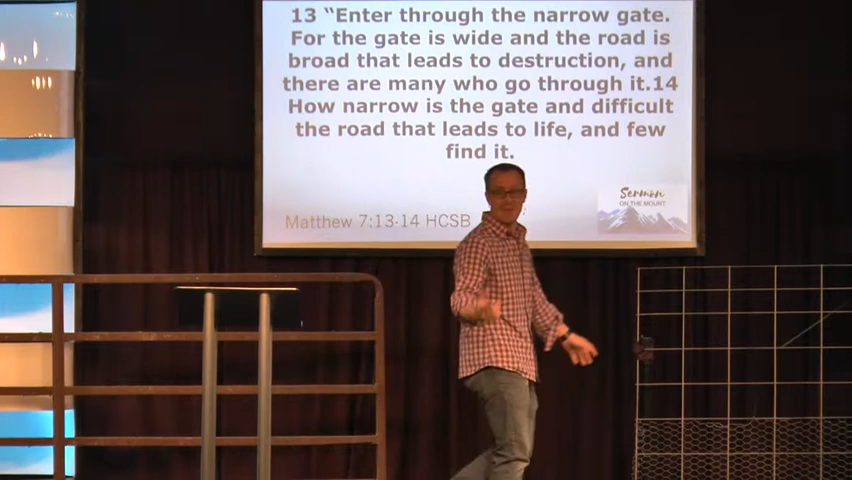 13 “Enter through the narrow gate.
For the gate is wide and the road is
broad that leads to destruction, and
there are many who go through it.14
How narrow is the gate and difficult
the road that leads to life, and few
find it.
Matthew 7:13-14 HCSB
Sermon
ON THE MOUNT